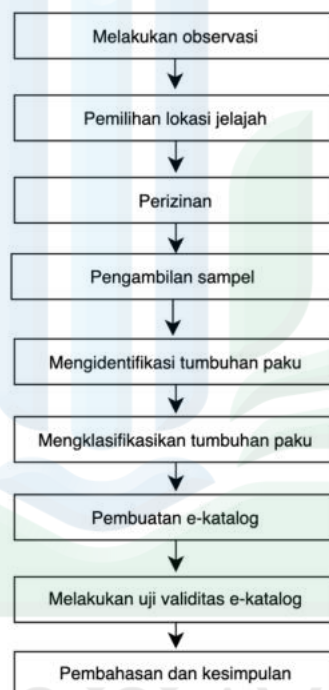 Melakukan observasi
Pemilihan lokasi jelajah
Perizinan
Pengambilan sampel
Mengidentifikasi tumbuhan paku
Mengklasifikasikan tumbuhan paku
Pembuatan e-katalog
Melakukan uji validitas e-katalog
Pembahasan dan kesimpulan